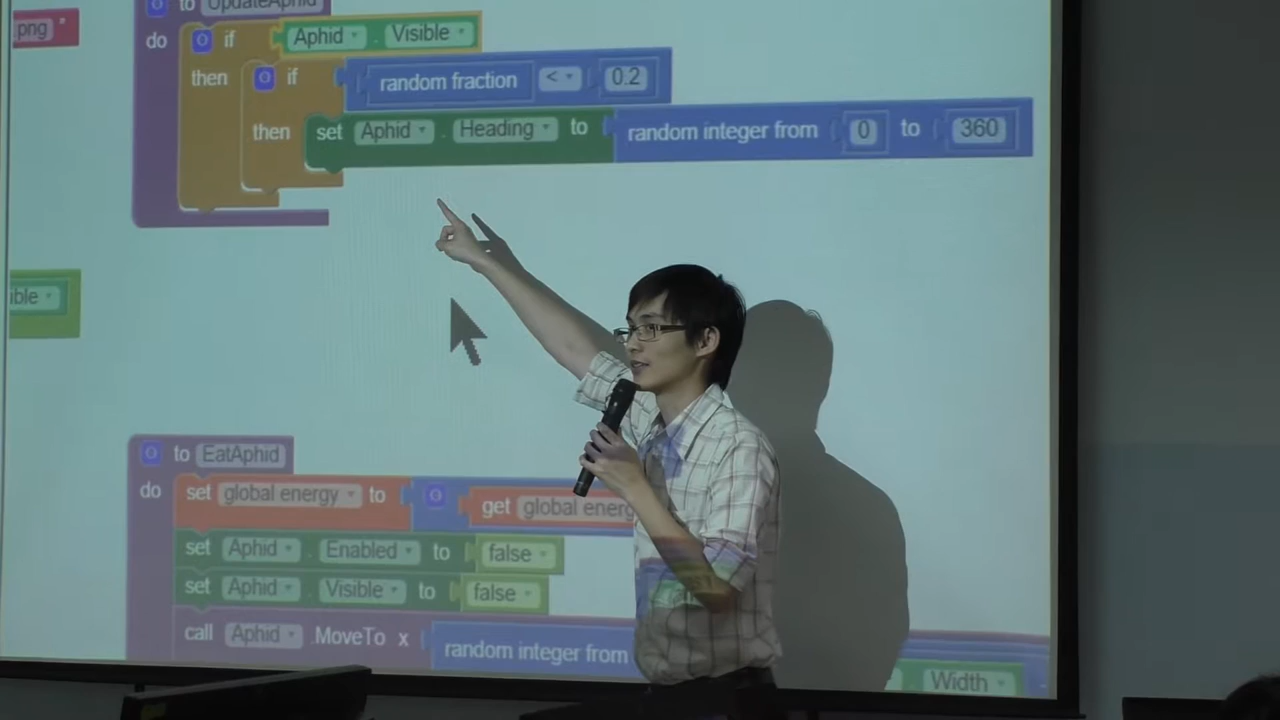 to UpdateAphid
png "
do if Aphid . Visible
then if random fraction < 0.2
then set Aphid . Heading to random integer from 0 to 360
ible
to EatAphid
do set global energy to get global energ
set Aphid . Enabled to false
set Aphid . Visible to false
call Aphid .MoveTo x random integer from
Width